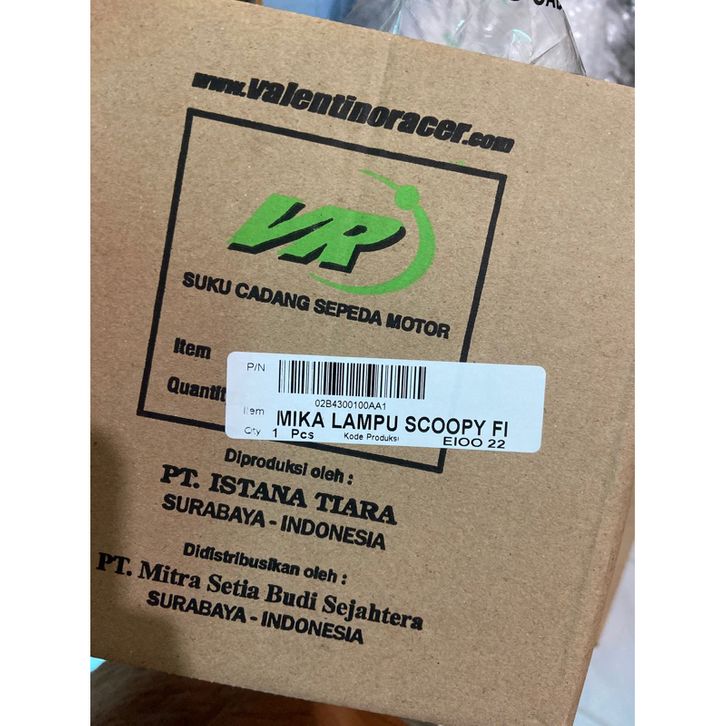 www.valentinoracer.com
VR
SUKU CADANG SEPEDA MOTOR
Item
Quantit
P/N
02B4300100AA1
Item MIKA LAMPU SCOOPY FI
Qty 1 Pcs Kode Produksi EIOO 22
Diproduksi oleh :
PT. ISTANA TIARA
SURABAYA - INDONESIA
Didistribusikan oleh :
PT. Mitra Setia Budi Sejahtera
SURABAYA - INDONESIA